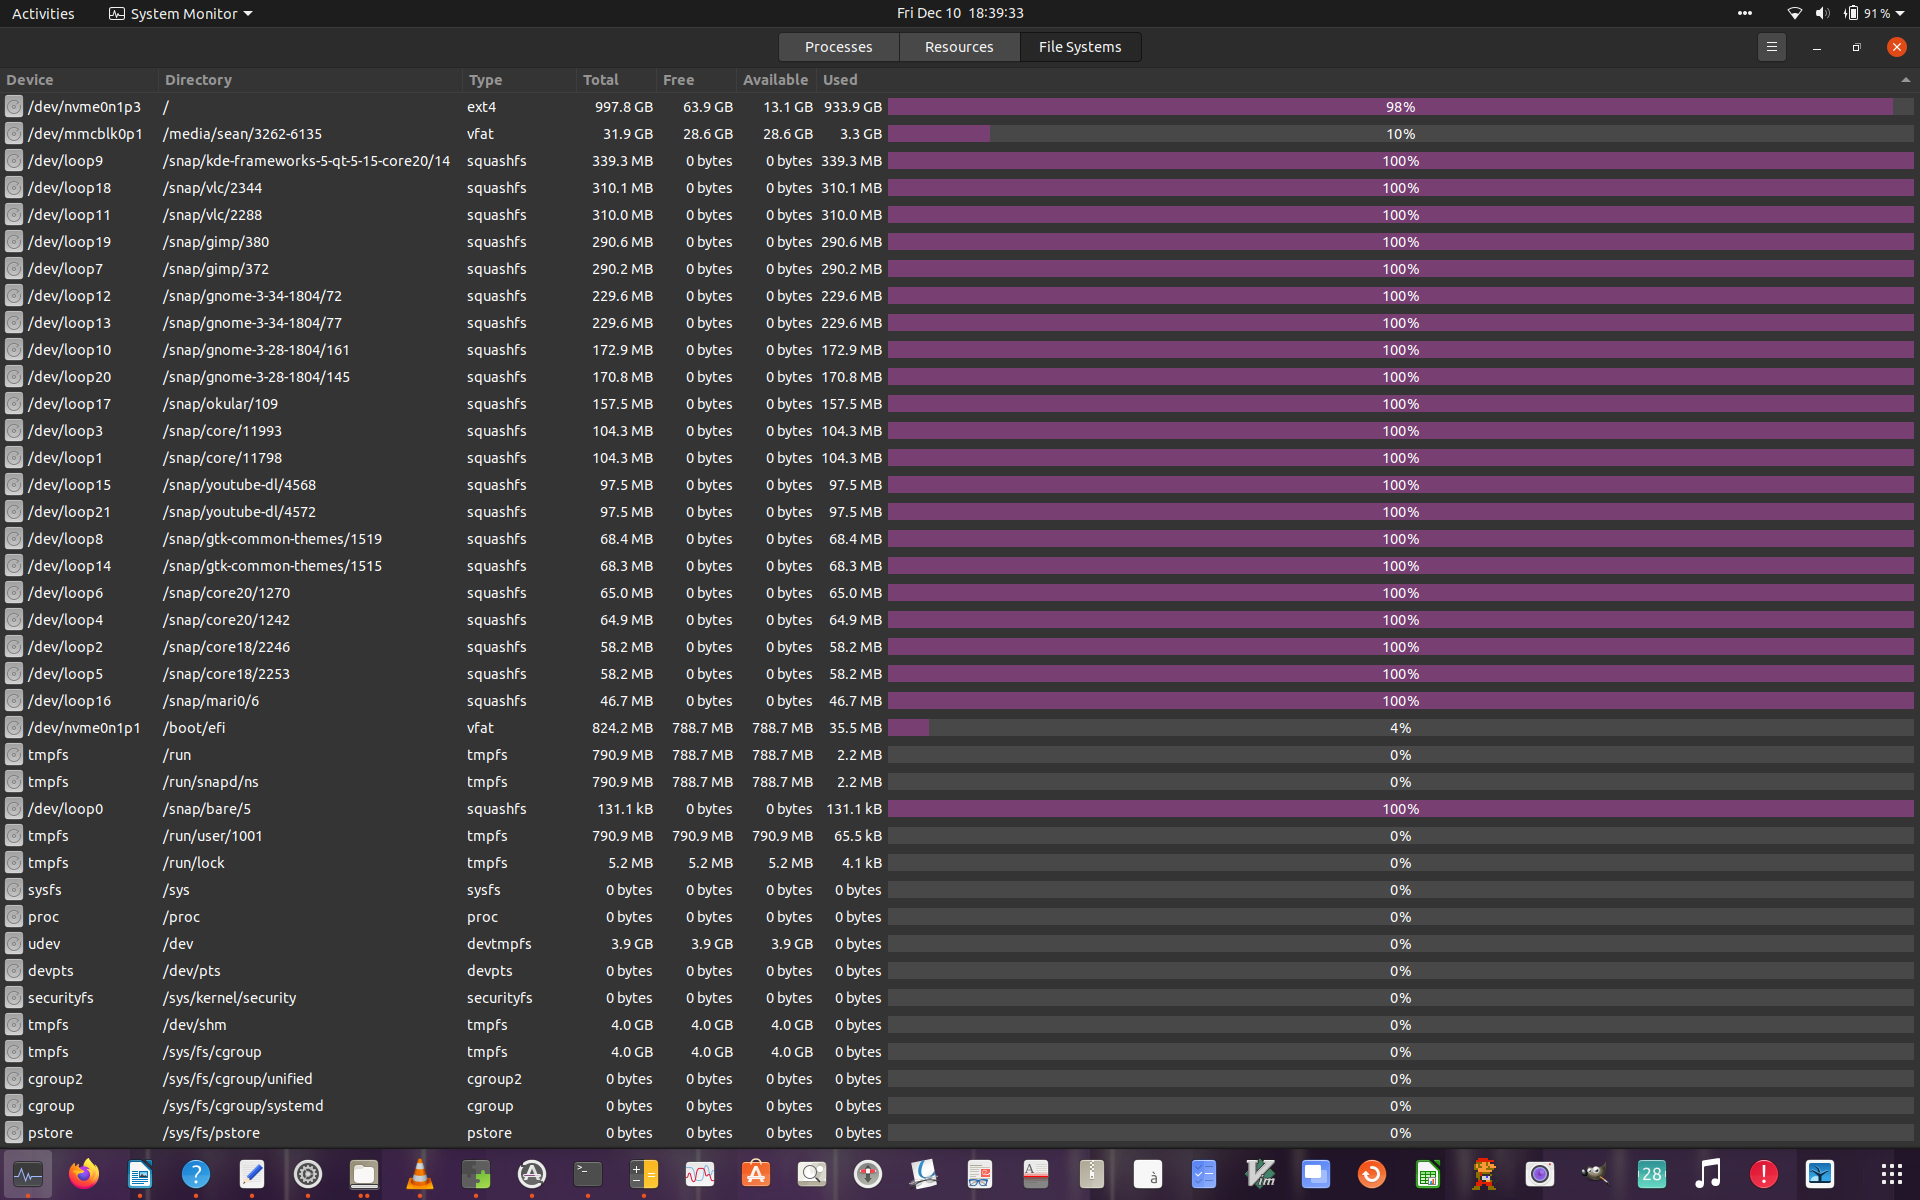 Activities System Monitor Fri Dec 10 18:39:33 91%
Processes Resources File Systems
Device Directory Type Total Free Available Used
/dev/nvme0n1p3 / ext4 997.8 GB 63.9 GB 13.1 GB 933.9 GB 98%
/dev/mmcblk0p1 /media/sean/3262-6135 vfat 31.9 GB 28.6 GB 28.6 GB 3.3 GB 10%
/dev/loop9 /snap/kde-frameworks-5-qt-5-15-core20/14 squashfs 339.3 MB 0 bytes 0 bytes 339.3 MB 100%
/dev/loop18 /snap/vlc/2344 squashfs 310.1 MB 0 bytes 0 bytes 310.1 MB 100%
/dev/loop11 /snap/vlc/2288 squashfs 310.0 MB 0 bytes 0 bytes 310.0 MB 100%
/dev/loop19 /snap/gimp/380 squashfs 290.6 MB 0 bytes 0 bytes 290.6 MB 100%
/dev/loop7 /snap/gimp/372 squashfs 290.2 MB 0 bytes 0 bytes 290.2 MB 100%
/dev/loop12 /snap/gnome-3-34-1804/72 squashfs 229.6 MB 0 bytes 0 bytes 229.6 MB 100%
/dev/loop13 /snap/gnome-3-34-1804/77 squashfs 229.6 MB 0 bytes 0 bytes 229.6 MB 100%
/dev/loop10 /snap/gnome-3-28-1804/161 squashfs 172.9 MB 0 bytes 0 bytes 172.9 MB 100%
/dev/loop20 /snap/gnome-3-28-1804/145 squashfs 170.8 MB 0 bytes 0 bytes 170.8 MB 100%
/dev/loop17 /snap/okular/109 squashfs 157.5 MB 0 bytes 0 bytes 157.5 MB 100%
/dev/loop3 /snap/core/11993 squashfs 104.3 MB 0 bytes 0 bytes 104.3 MB 100%
/dev/loop1 /snap/core/11798 squashfs 104.3 MB 0 bytes 0 bytes 104.3 MB 100%
/dev/loop15 /snap/youtube-dl/4568 squashfs 97.5 MB 0 bytes 0 bytes 97.5 MB 100%
/dev/loop21 /snap/youtube-dl/4572 squashfs 97.5 MB 0 bytes 0 bytes 97.5 MB 100%
/dev/loop8 /snap/gtk-common-themes/1519 squashfs 68.4 MB 0 bytes 0 bytes 68.4 MB 100%
/dev/loop14 /snap/gtk-common-themes/1515 squashfs 68.3 MB 0 bytes 0 bytes 68.3 MB 100%
/dev/loop6 /snap/core20/1270 squashfs 65.0 MB 0 bytes 0 bytes 65.0 MB 100%
/dev/loop4 /snap/core20/1242 squashfs 64.9 MB 0 bytes 0 bytes 64.9 MB 100%
/dev/loop2 /snap/core18/2246 squashfs 58.2 MB 0 bytes 0 bytes 58.2 MB 100%
/dev/loop5 /snap/core18/2253 squashfs 58.2 MB 0 bytes 0 bytes 58.2 MB 100%
/dev/loop16 /snap/mari0/6 squashfs 46.7 MB 0 bytes 0 bytes 46.7 MB 100%
/dev/nvme0n1p1 /boot/efi vfat 824.2 MB 788.7 MB 788.7 MB 35.5 MB 4%
tmpfs /run tmpfs 790.9 MB 788.7 MB 788.7 MB 2.2 MB 0%
tmpfs /run/snapd/ns tmpfs 790.9 MB 788.7 MB 788.7 MB 2.2 MB 0%
/dev/loop0 /snap/bare/5 squashfs 131.1 kB 0 bytes 0 bytes 131.1 kB 100%
tmpfs /run/user/1001 tmpfs 790.9 MB 790.9 MB 790.9 MB 65.5 kB 0%
tmpfs /run/lock tmpfs 5.2 MB 5.2 MB 5.2 MB 4.1 kB 0%
sysfs /sys sysfs 0 bytes 0 bytes 0 bytes 0 bytes 0%
proc /proc proc 0 bytes 0 bytes 0 bytes 0 bytes 0%
udev /dev devtmpfs 3.9 GB 3.9 GB 3.9 GB 0 bytes 0%
devpts /dev/pts devpts 0 bytes 0 bytes 0 bytes 0 bytes 0%
securityfs /sys/kernel/security securityfs 0 bytes 0 bytes 0 bytes 0 bytes 0%
tmpfs /dev/shm tmpfs 4.0 GB 4.0 GB 4.0 GB 0 bytes 0%
tmpfs /sys/fs/cgroup tmpfs 4.0 GB 4.0 GB 4.0 GB 0 bytes 0%
cgroup2 /sys/fs/cgroup/unified cgroup2 0 bytes 0 bytes 0 bytes 0 bytes 0%
cgroup /sys/fs/cgroup/systemd cgroup 0 bytes 0 bytes 0 bytes 0 bytes 0%
pstore /sys/fs/pstore pstore 0 bytes 0 bytes 0 bytes 0 bytes 0%
? >_ A à Vim 28 !